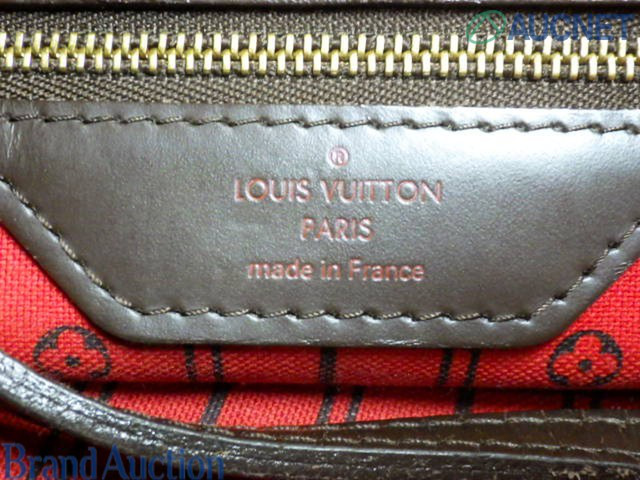 AUCNET
®
LOUIS VUITTON
PARIS
made in France
Brand Auction